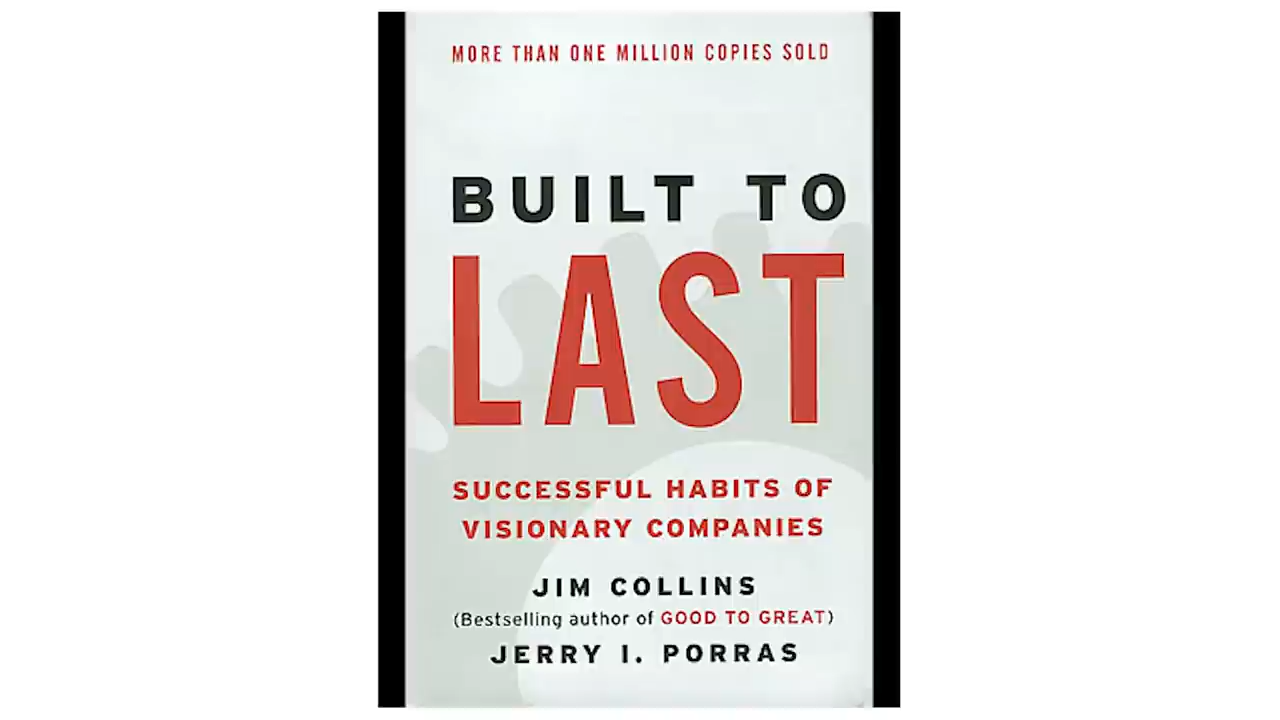 MORE THAN ONE MILLION COPIES SOLD
BUILT TO
LAST
SUCCESSFUL HABITS OF
VISIONARY COMPANIES
JIM COLLINS
(Bestselling author of GOOD TO GREAT)
JERRY I. PORRAS